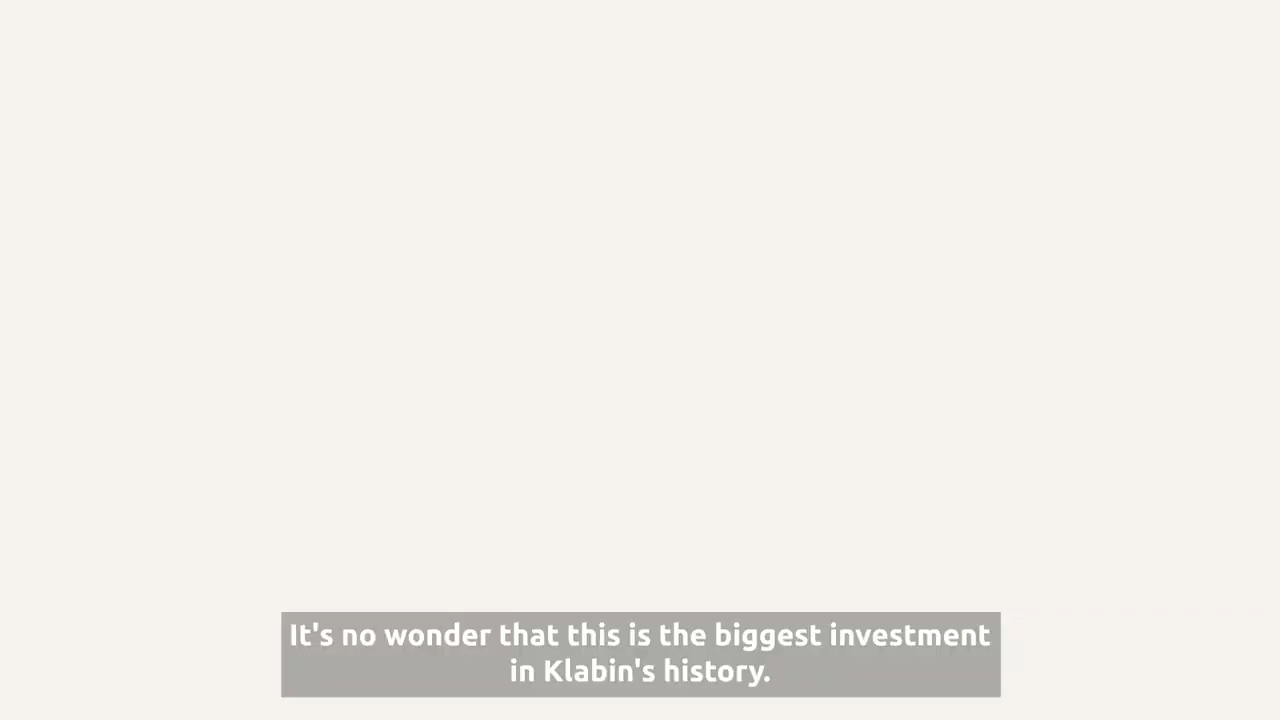 It's no wonder that this is the biggest investment
in Klabin's history.